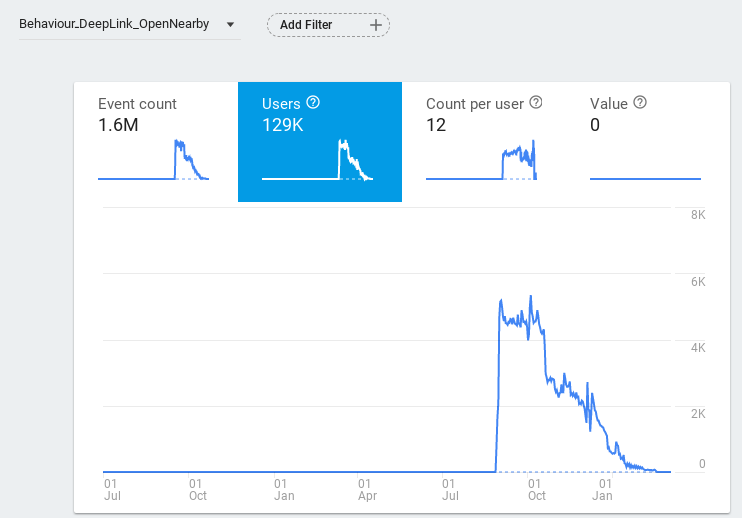 Behaviour_DeepLink_OpenNearby
Add Filter
Event count
1.6M
Users
129K
Count per user
12
Value
0
8K
6K
4K
2K
0
01 Jul
01 Oct
01 Jan
01 Apr
01 Jul
01 Oct
01 Jan